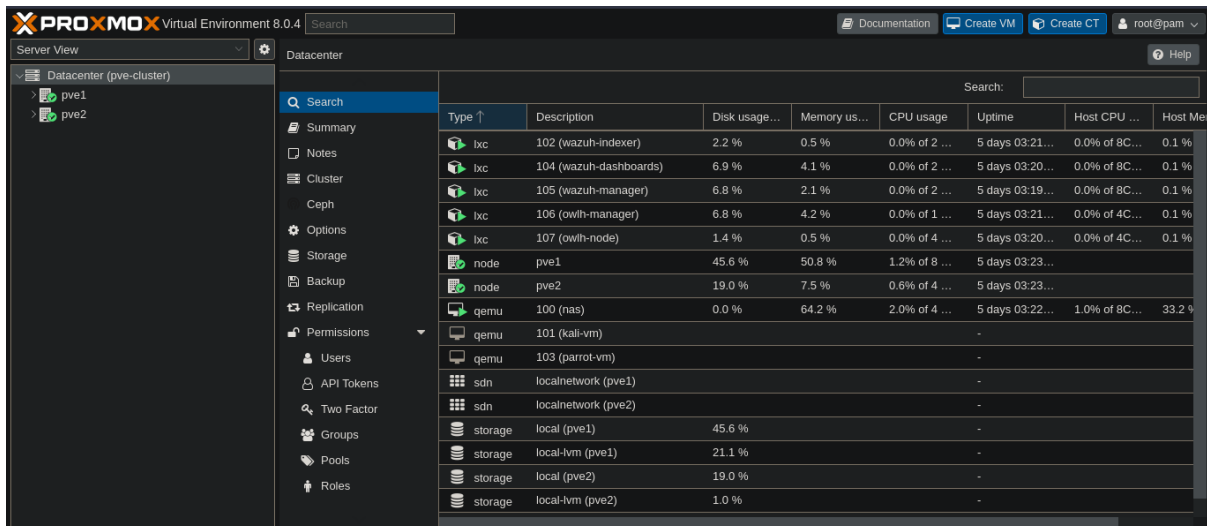 PROXMOX Virtual Environment 8.0.4 Search Documentation Create VM Create CT root@pam
Server View
Datacenter Help
Datacenter (pve-cluster)
pve1
pve2
Search:
Search
Summary
Notes
Cluster
Ceph
Options
Storage
Backup
Replication
Permissions
Users
API Tokens
Two Factor
Groups
Pools
Roles
Type Description Disk usage... Memory us... CPU usage Uptime Host CPU ... Host Me
lxc 102 (wazuh-indexer) 2.2 % 0.5 % 0.0% of 2 ... 5 days 03:21... 0.0% of 8C... 0.1 %
lxc 104 (wazuh-dashboards) 6.9 % 4.1 % 0.0% of 2 ... 5 days 03:20... 0.0% of 8C... 0.1 %
lxc 105 (wazuh-manager) 6.8 % 2.1 % 0.0% of 2 ... 5 days 03:19... 0.0% of 8C... 0.1 %
lxc 106 (owlh-manager) 6.8 % 4.2 % 0.0% of 1 ... 5 days 03:21... 0.0% of 4C... 0.1 %
lxc 107 (owlh-node) 1.4 % 0.5 % 0.0% of 4 ... 5 days 03:20... 0.0% of 4C... 0.1 %
node pve1 45.6 % 50.8 % 1.2% of 8 ... 5 days 03:23...
node pve2 19.0 % 7.5 % 0.6% of 4 ... 5 days 03:23...
qemu 100 (nas) 0.0 % 64.2 % 2.0% of 4 ... 5 days 03:22... 1.0% of 8C... 33.2 %
qemu 101 (kali-vm) -
qemu 103 (parrot-vm) -
sdn localnetwork (pve1) -
sdn localnetwork (pve2) -
storage local (pve1) 45.6 % -
storage local-lvm (pve1) 21.1 % -
storage local (pve2) 19.0 % -
storage local-lvm (pve2) 1.0 % -